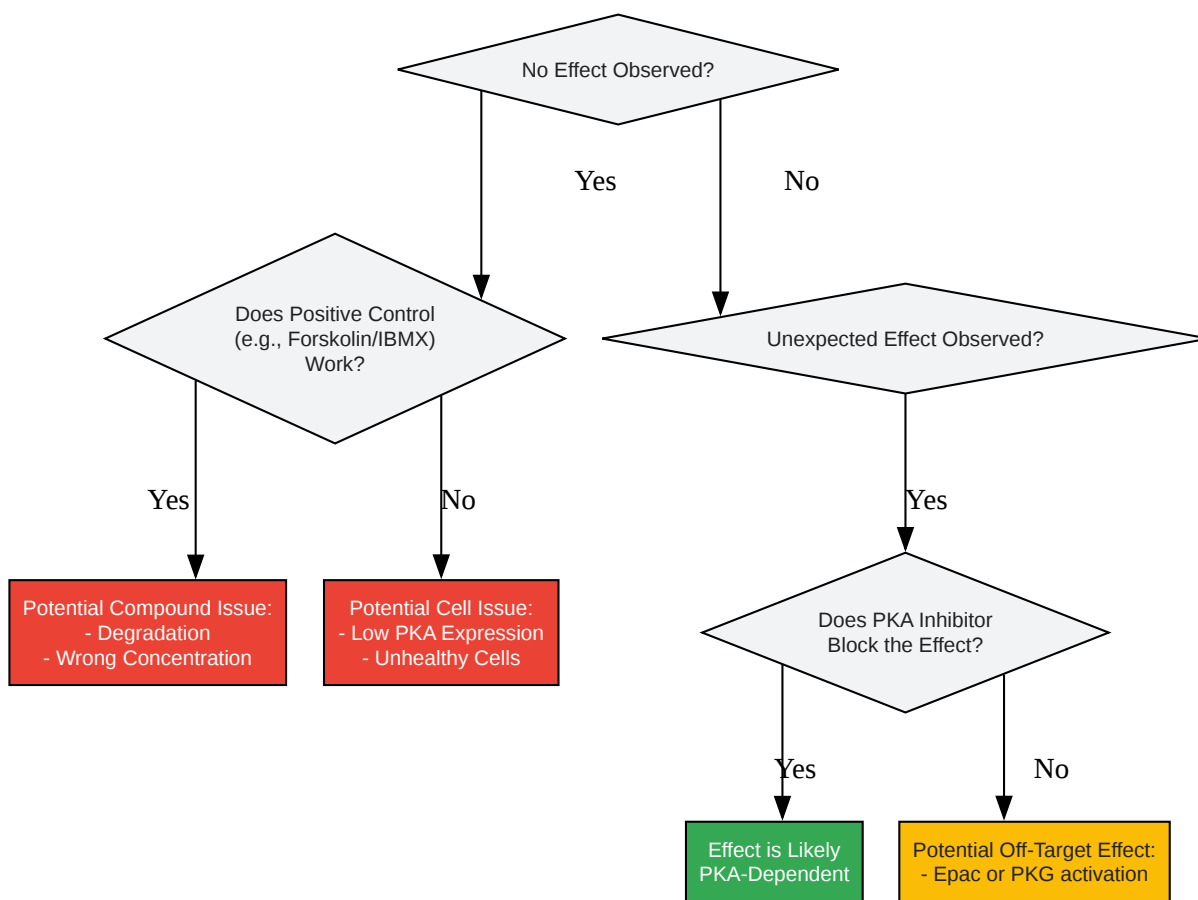 No Effect Observed?
Yes
No
Does Positive Control
(e.g., Forskolin/IBMX)
Work?
Unexpected Effect Observed?
Yes
No
Yes
Potential Compound Issue:
- Degradation
- Wrong Concentration
Potential Cell Issue:
- Low PKA Expression
- Unhealthy Cells
Does PKA Inhibitor
Block the Effect?
Yes
No
Effect is Likely
PKA-Dependent
Potential Off-Target Effect:
- Epac or PKG activation